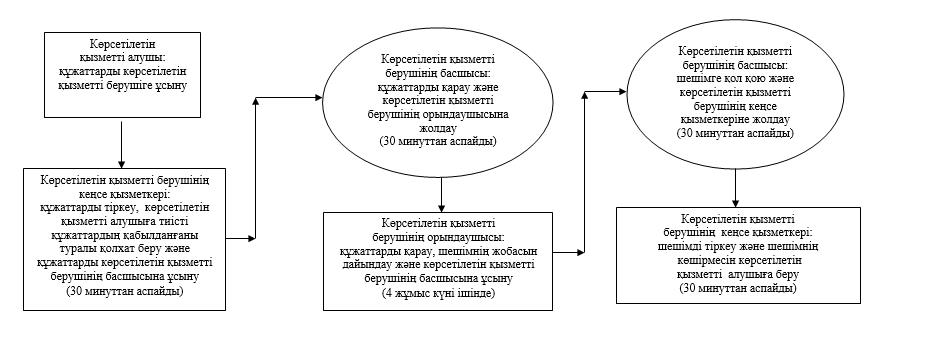 Көрсетілетін
қызметті алушы:
құжаттарды көрсетілетін
қызметті берушіге ұсыну
Көрсетілетін қызметті берушінің
кеңсе қызметкері:
құжаттарды тіркеу, көрсетілетін
қызметті алушыға тиісті
құжаттардың қабылданғаны
туралы қолхат беру және
құжаттарды көрсетілетін қызметті
берушінің басшысына ұсыну
(30 минуттан аспайды)
Көрсетілетін қызметті
берушінің басшысы:
құжаттарды қарау және
көрсетілетін қызметті
берушінің орындаушысына
жолдау
(30 минуттан аспайды)
Көрсетілетін қызметті
берушінің орындаушысы:
құжаттарды қарау, шешімнің жобасын
дайындау және көрсетілетін қызметті
берушінің басшысына ұсыну
(4 жұмыс күні ішінде)
Көрсетілетін қызметті
берушінің басшысы:
шешімге қол қою және
көрсетілетін қызметті
берушінің кеңсе
қызметкеріне жолдау
(30 минуттан аспайды)
Көрсетілетін қызметті
берушінің кеңсе қызметкері:
шешімді тіркеу және шешімнің
көшірмесін көрсетілетін
қызметті алушыға беру
(30 минуттан аспайды)